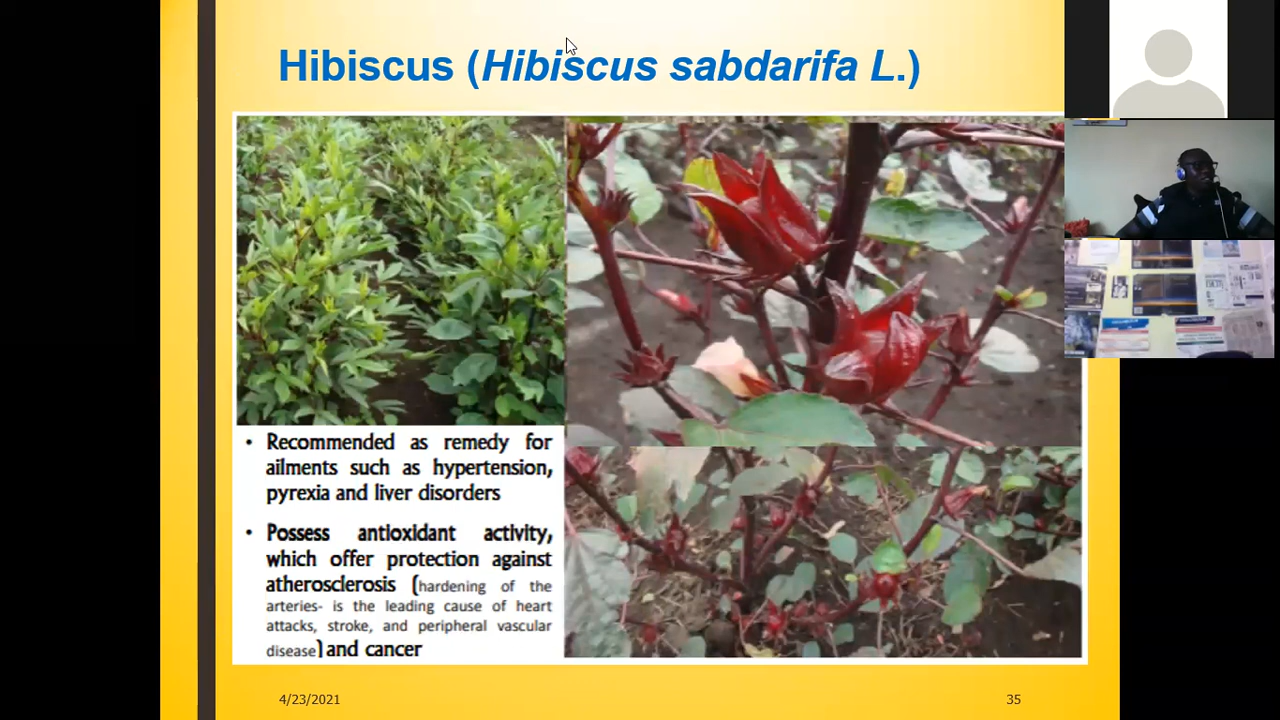 Hibiscus (Hibiscus sabdarifa L.)
• Recommended as remedy for
ailments such as hypertension,
pyrexia and liver disorders
• Possess antioxidant activity,
which offer protection against
atherosclerosis (hardening of the
arteries- is the leading cause of heart
attacks, stroke, and peripheral vascular
disease) and cancer
4/23/2021
35